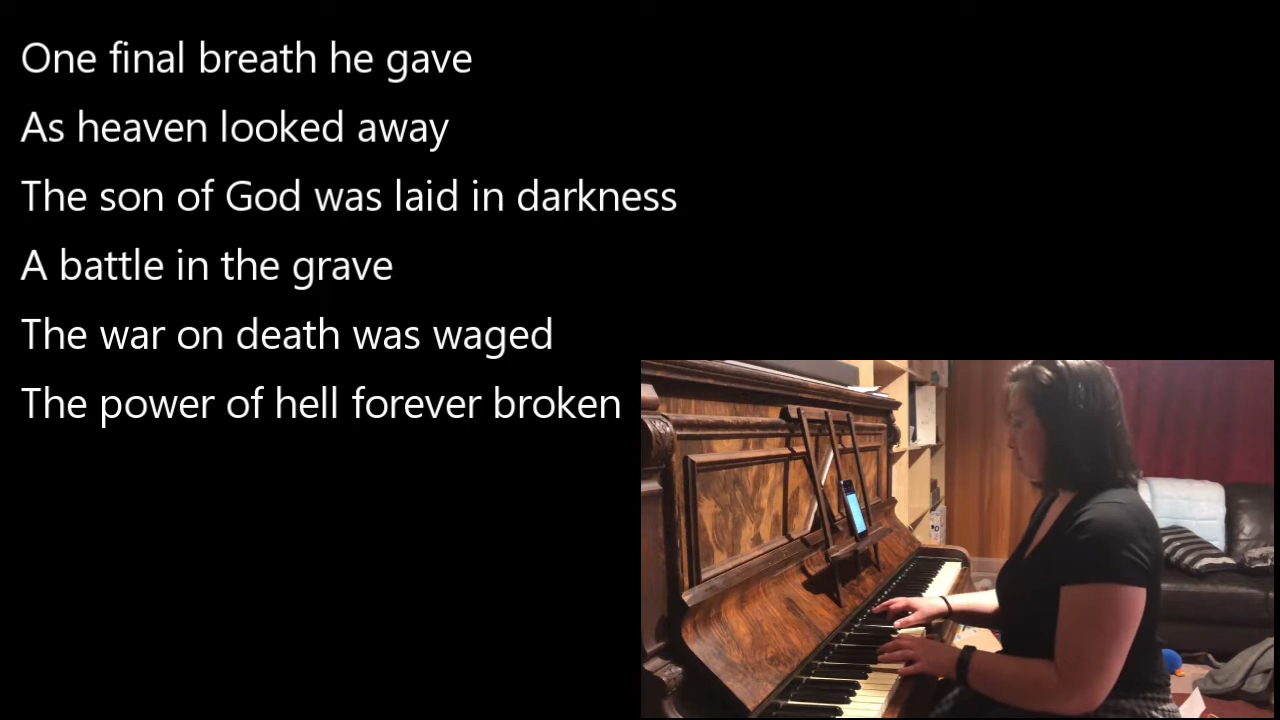 One final breath he gave
As heaven looked away
The son of God was laid in darkness
A battle in the grave
The war on death was waged
The power of hell forever broken